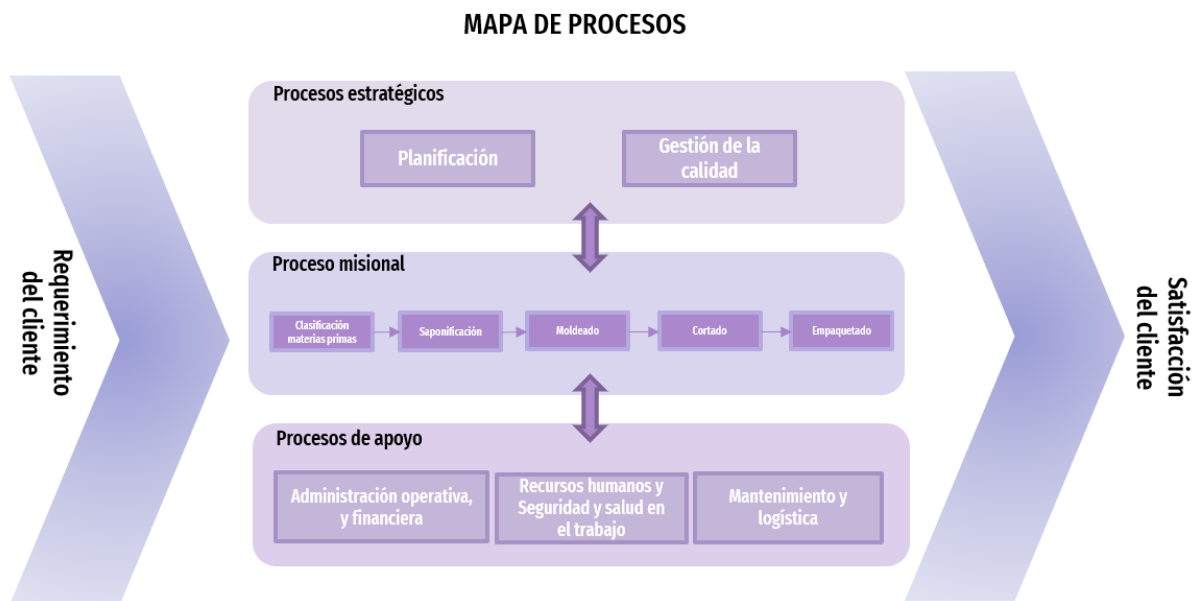 MAPA DE PROCESOS
Requerimiento
del cliente
Procesos estratégicos
Planificación
Gestión de la
calidad
Proceso misional
Clasificación
materias primas
Saponificación
Moldeado
Cortado
Empaquetado
Procesos de apoyo
Administración operativa,
y financiera
Recursos humanos y
Seguridad y salud en
el trabajo
Mantenimiento y
logística
Satisfacción
del cliente